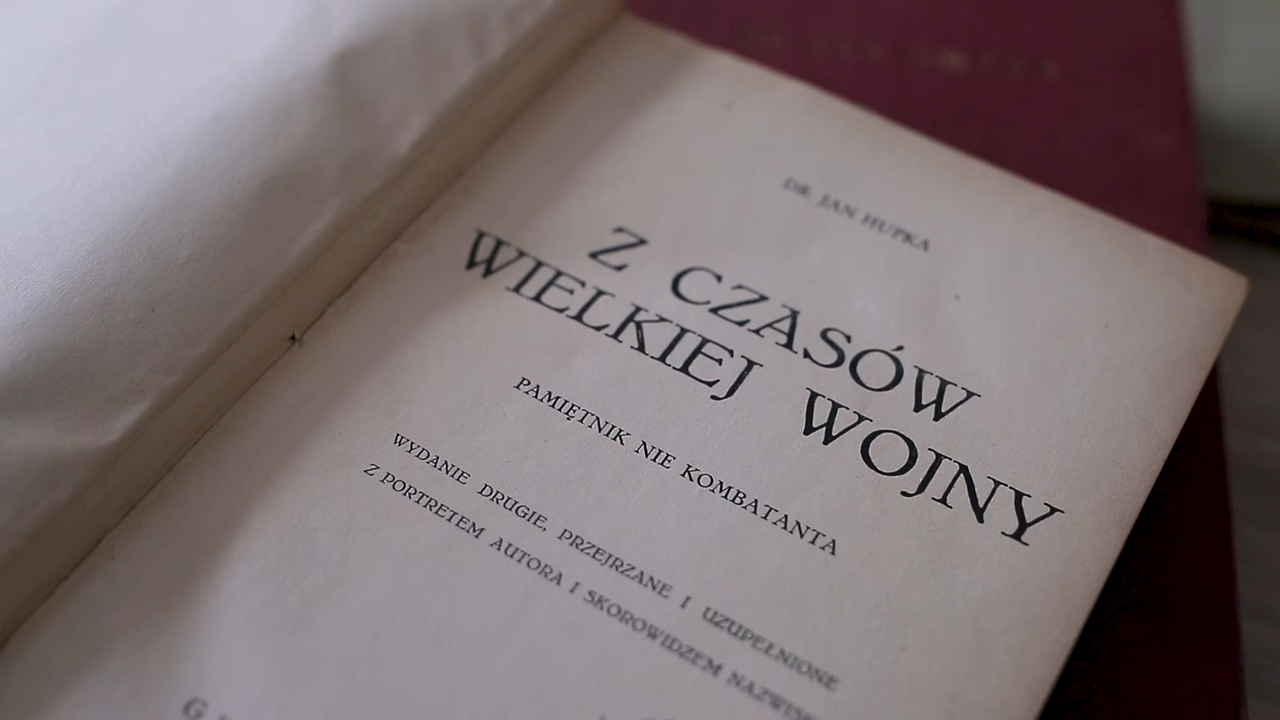 DR. JAN HUPKA
Z CZASÓW
WIELKIEJ WOJNY
PAMIĘTNIK NIE KOMBATANTA
WYDANIE DRUGIE, PRZEJRZANE I UZUPEŁNIONE
Z PORTRETEM AUTORA I SKOROWIDZEM